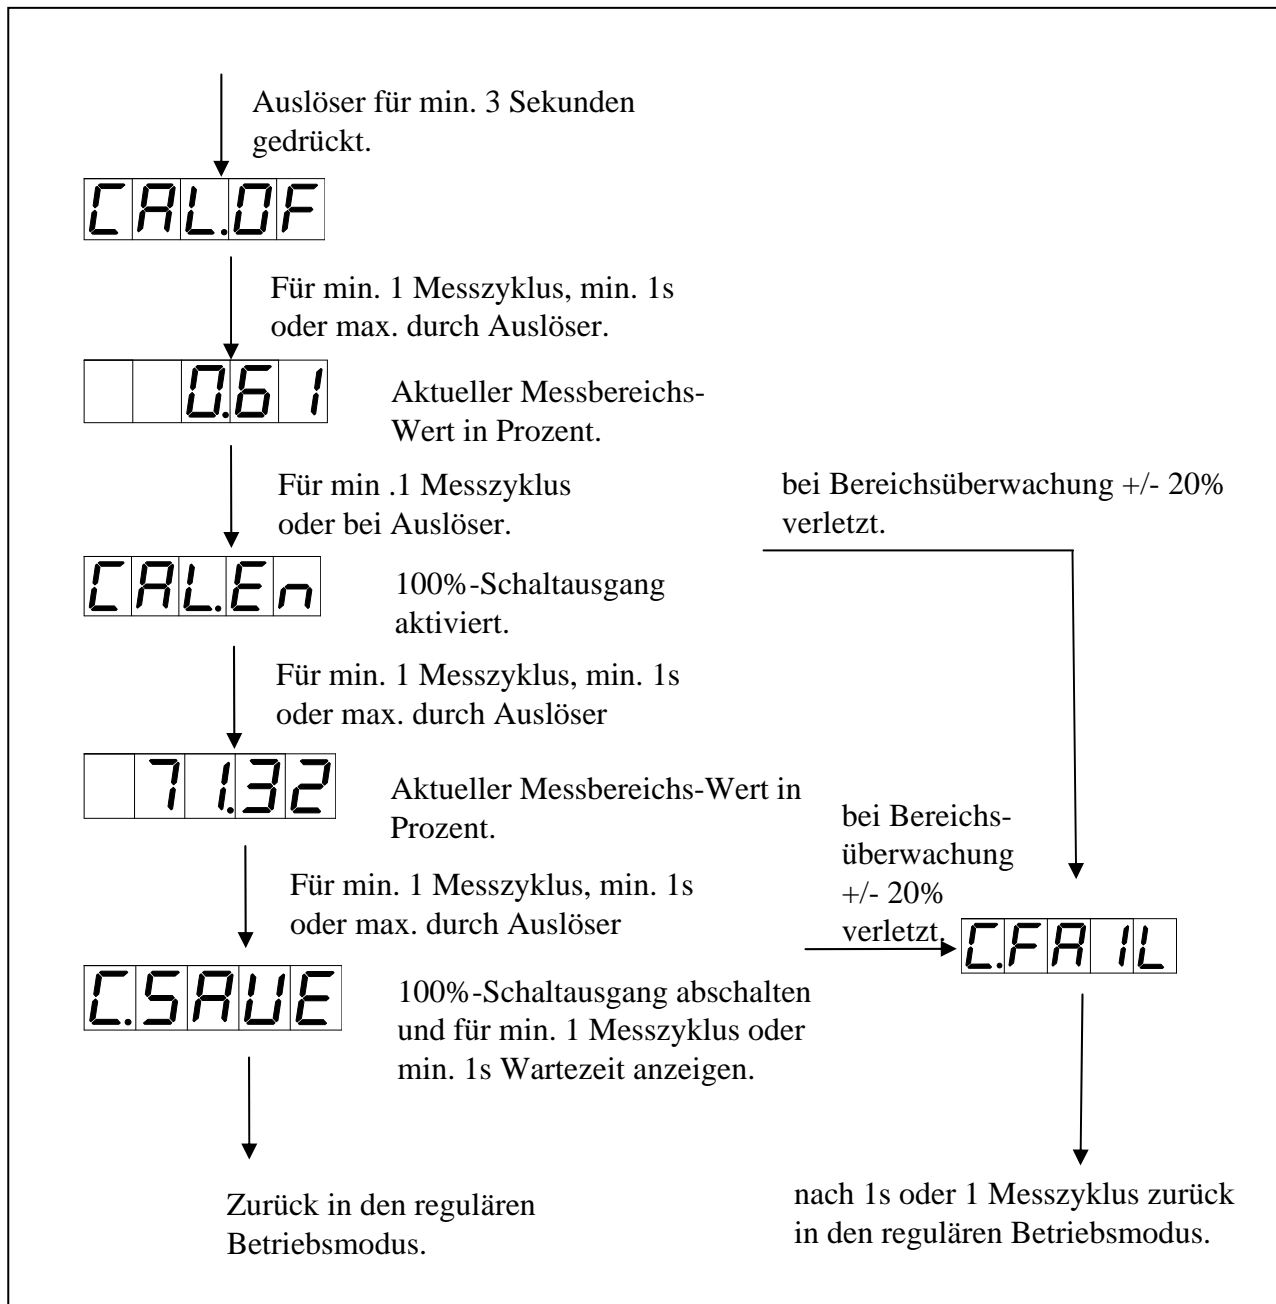 Auslöser für min. 3 Sekunden
gedrückt.
CAL.OF
Für min. 1 Messzyklus, min. 1s
oder max. durch Auslöser.
0.61
Aktueller Messbereichs-
Wert in Prozent.
Für min .1 Messzyklus
oder bei Auslöser.
bei Bereichsüberwachung +/- 20%
verletzt.
CAL.En
100%-Schaltausgang
aktiviert.
Für min. 1 Messzyklus, min. 1s
oder max. durch Auslöser
71.32
Aktueller Messbereichs-Wert in
Prozent.
bei Bereichs-
überwachung
+/- 20%
verletzt.
Für min. 1 Messzyklus, min. 1s
oder max. durch Auslöser
C.FAIL
C.SAVE
100%-Schaltausgang abschalten
und für min. 1 Messzyklus oder
min. 1s Wartezeit anzeigen.
Zurück in den regulären
Betriebsmodus.
nach 1s oder 1 Messzyklus zurück
in den regulären Betriebsmodus.